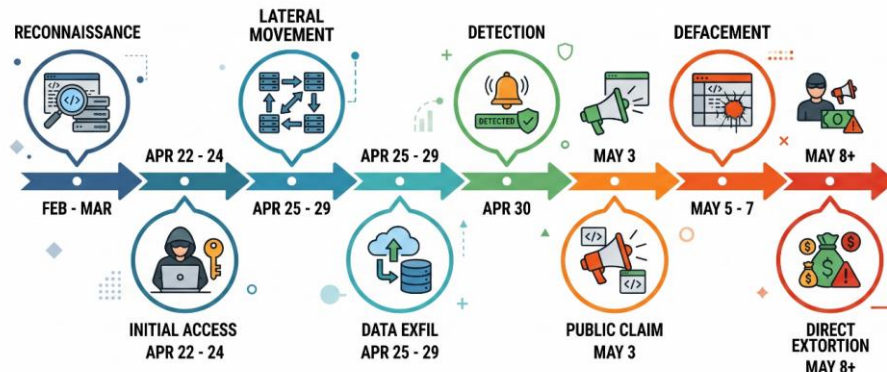 RECONNAISSANCE
FEB - MAR
APR 22 - 24
INITIAL ACCESS
APR 22 - 24
LATERAL
MOVEMENT
APR 25 - 29
APR 25 - 29
DATA EXFIL
APR 25 - 29
DETECTION
DETECTED
APR 30
MAY 3
PUBLIC CLAIM
MAY 3
DEFACEMENT
MAY 5 - 7
MAY 8+
DIRECT
EXTORTION
MAY 8+